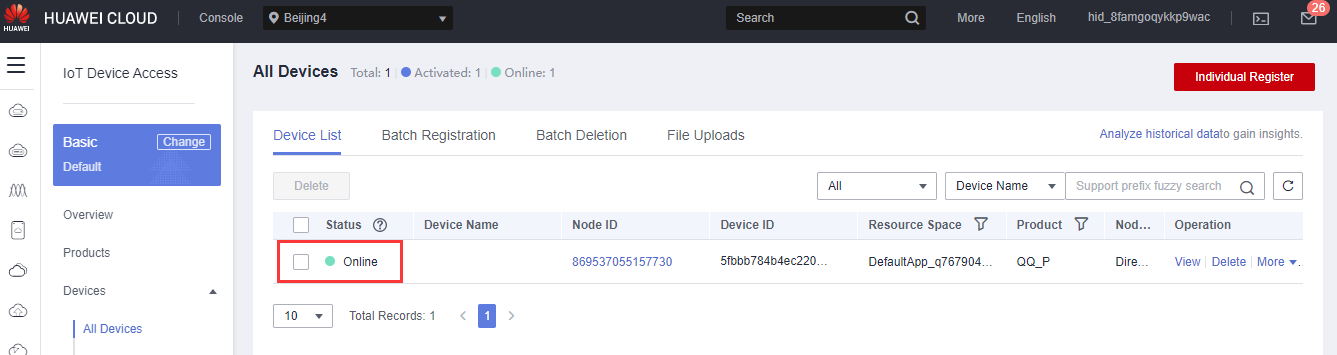 HUAWEI
HUAWEI CLOUD
Console
Beijing4
Search
More
English
hid_8famgoqykkp9wac
26
IoT Device Access
Basic
Change
Default
Overview
Products
Devices
All Devices
All Devices Total: 1 Activated: 1 Online: 1
Individual Register
Device List Batch Registration Batch Deletion File Uploads
Analyze historical datato gain insights.
Delete
All
Device Name
Support prefix fuzzy search
Status ? Device Name Node ID Device ID Resource Space Product Nod... Operation
Online 869537055157730 5fbbb784b4ec220... DefaultApp_q767904... QQ_P Dire... View Delete More ...
10 Total Records: 1 < 1 >